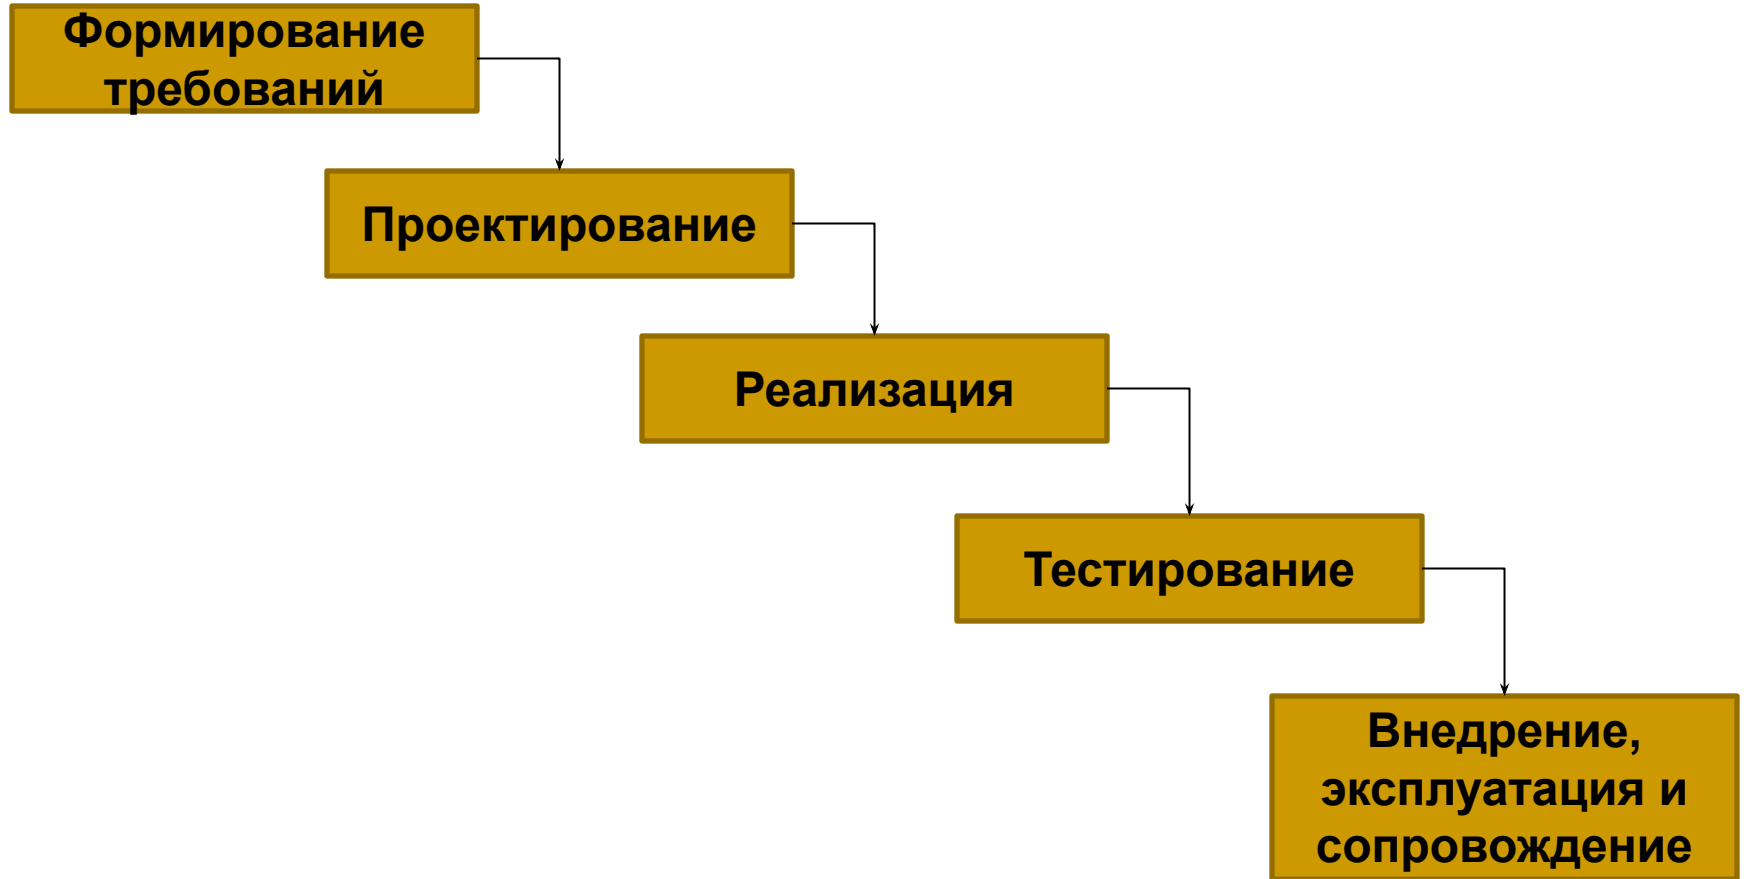 Формирование
требований
Проектирование
Реализация
Тестирование
Внедрение,
эксплуатация и
сопровождение